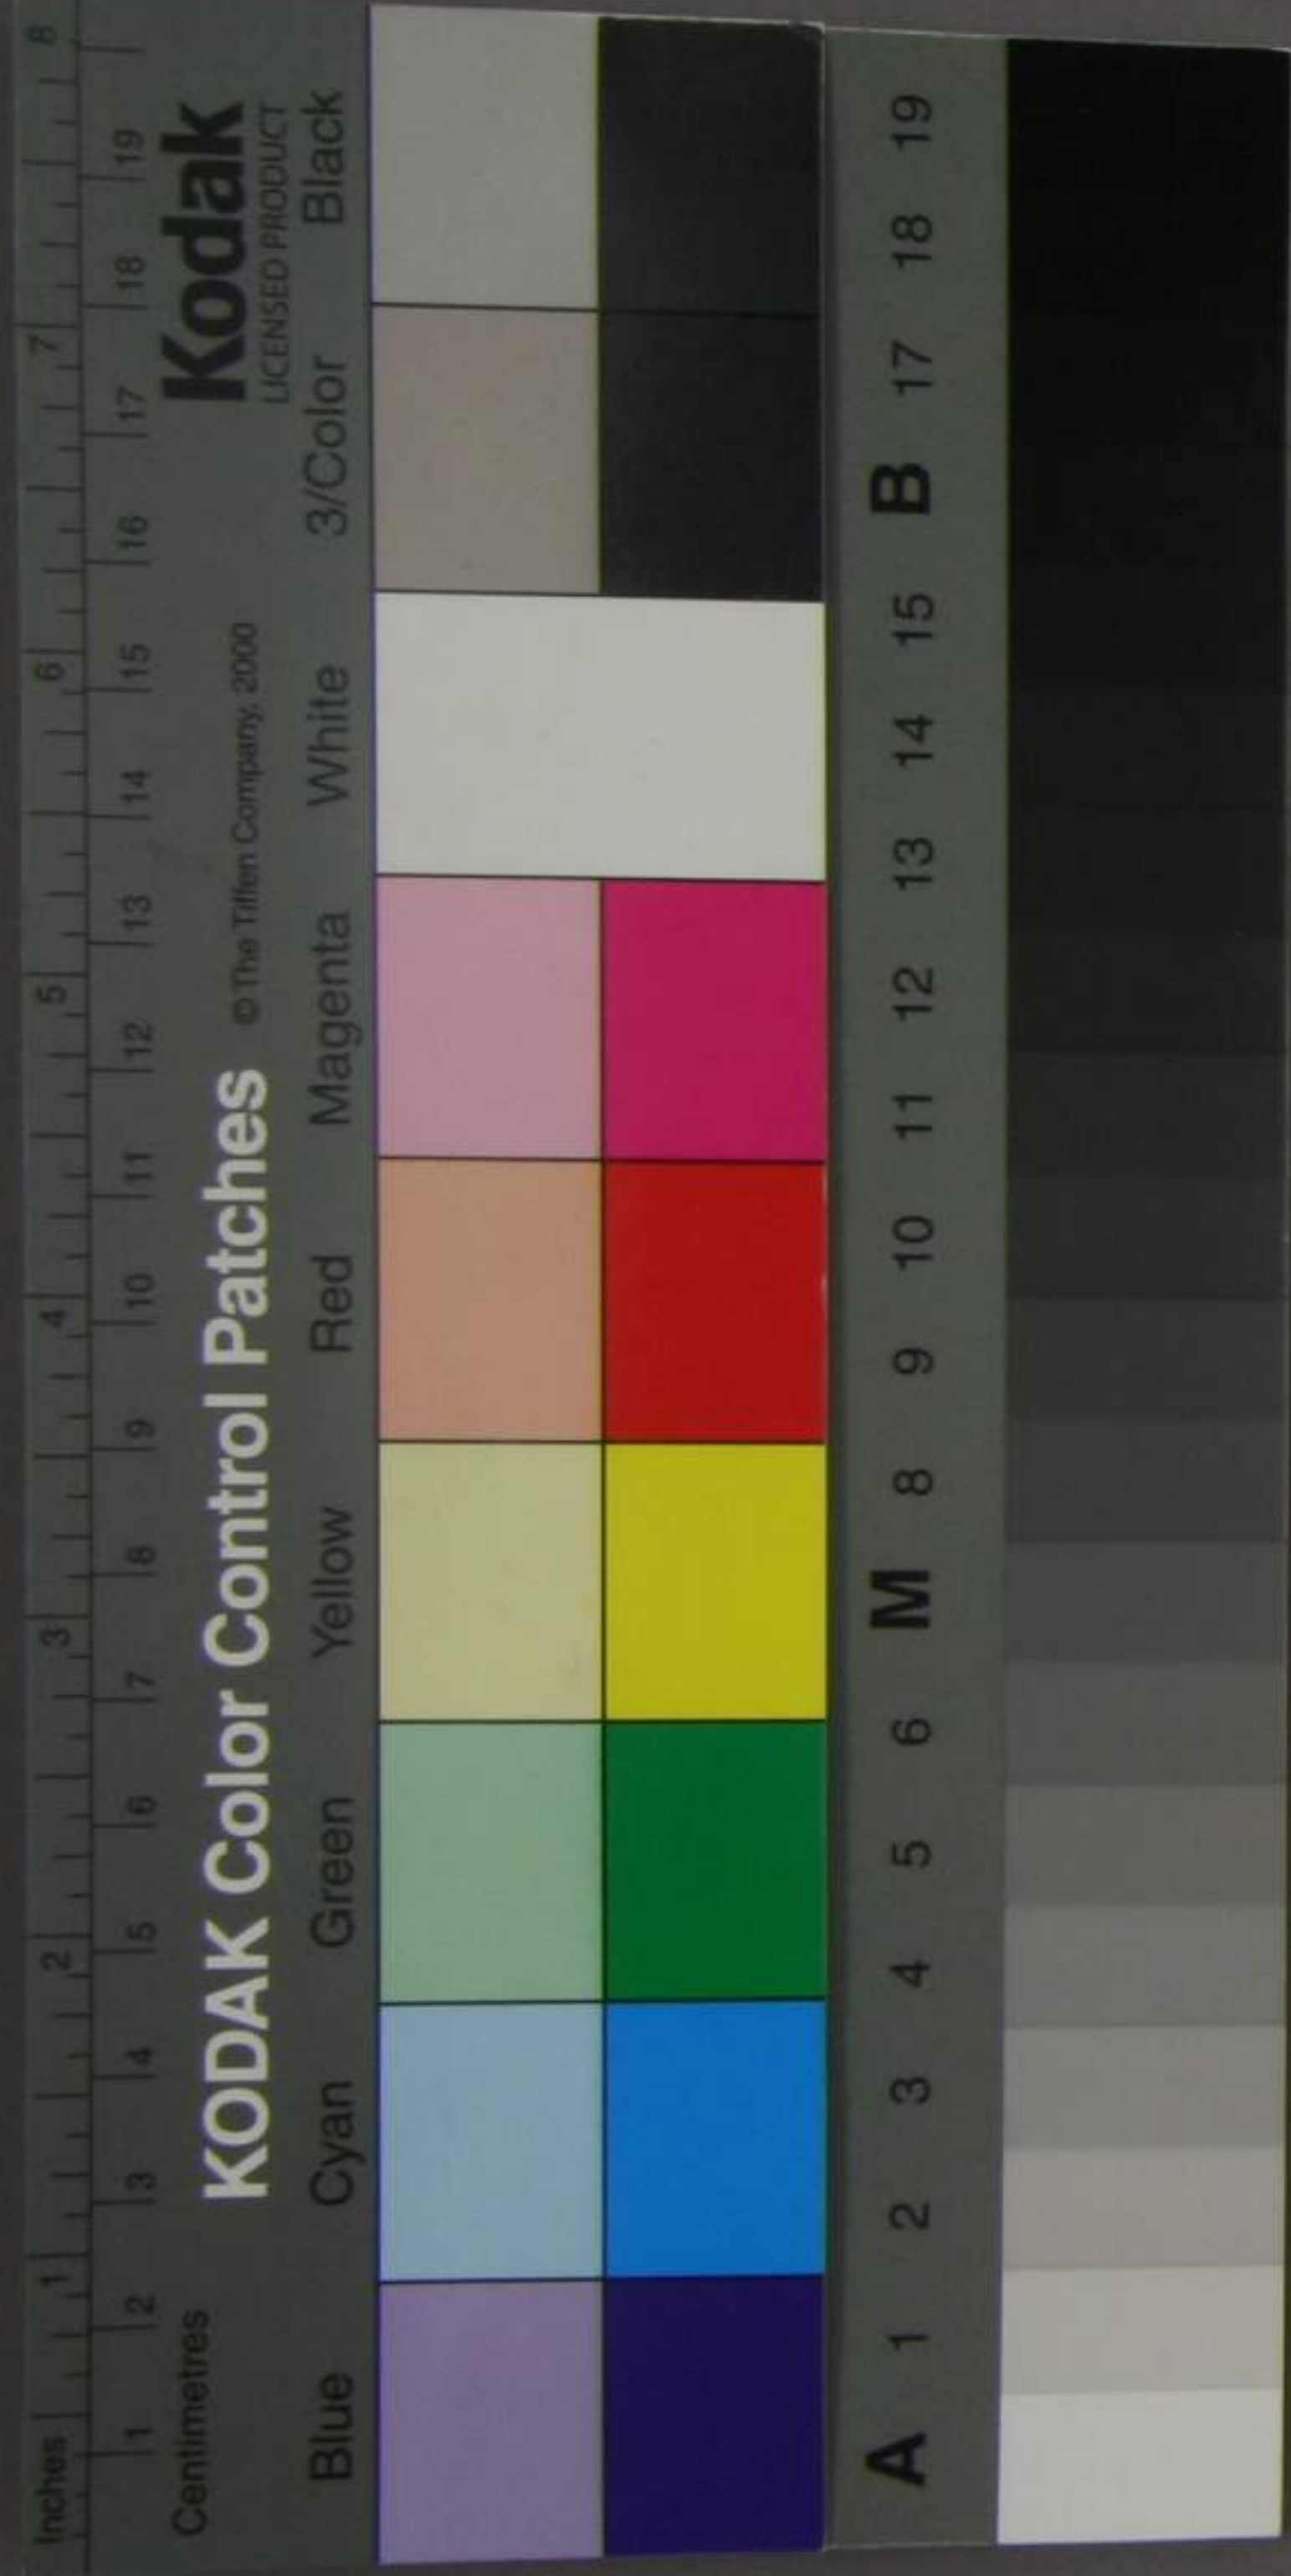 Inches 1 2 3 4 5 6 7 8
1 2 3 4 5 6 7 8 9 10 11 12 13 14 15 16 17 18 19
Centimetres
KODAK Color Control Patches © The Tiffen Company, 2000
Kodak
LICENSED PRODUCT
Blue Cyan Green Yellow Red Magenta White 3/Color Black
A 1 2 3 4 5 6 M 8 9 10 11 12 13 14 15 B 17 18 19